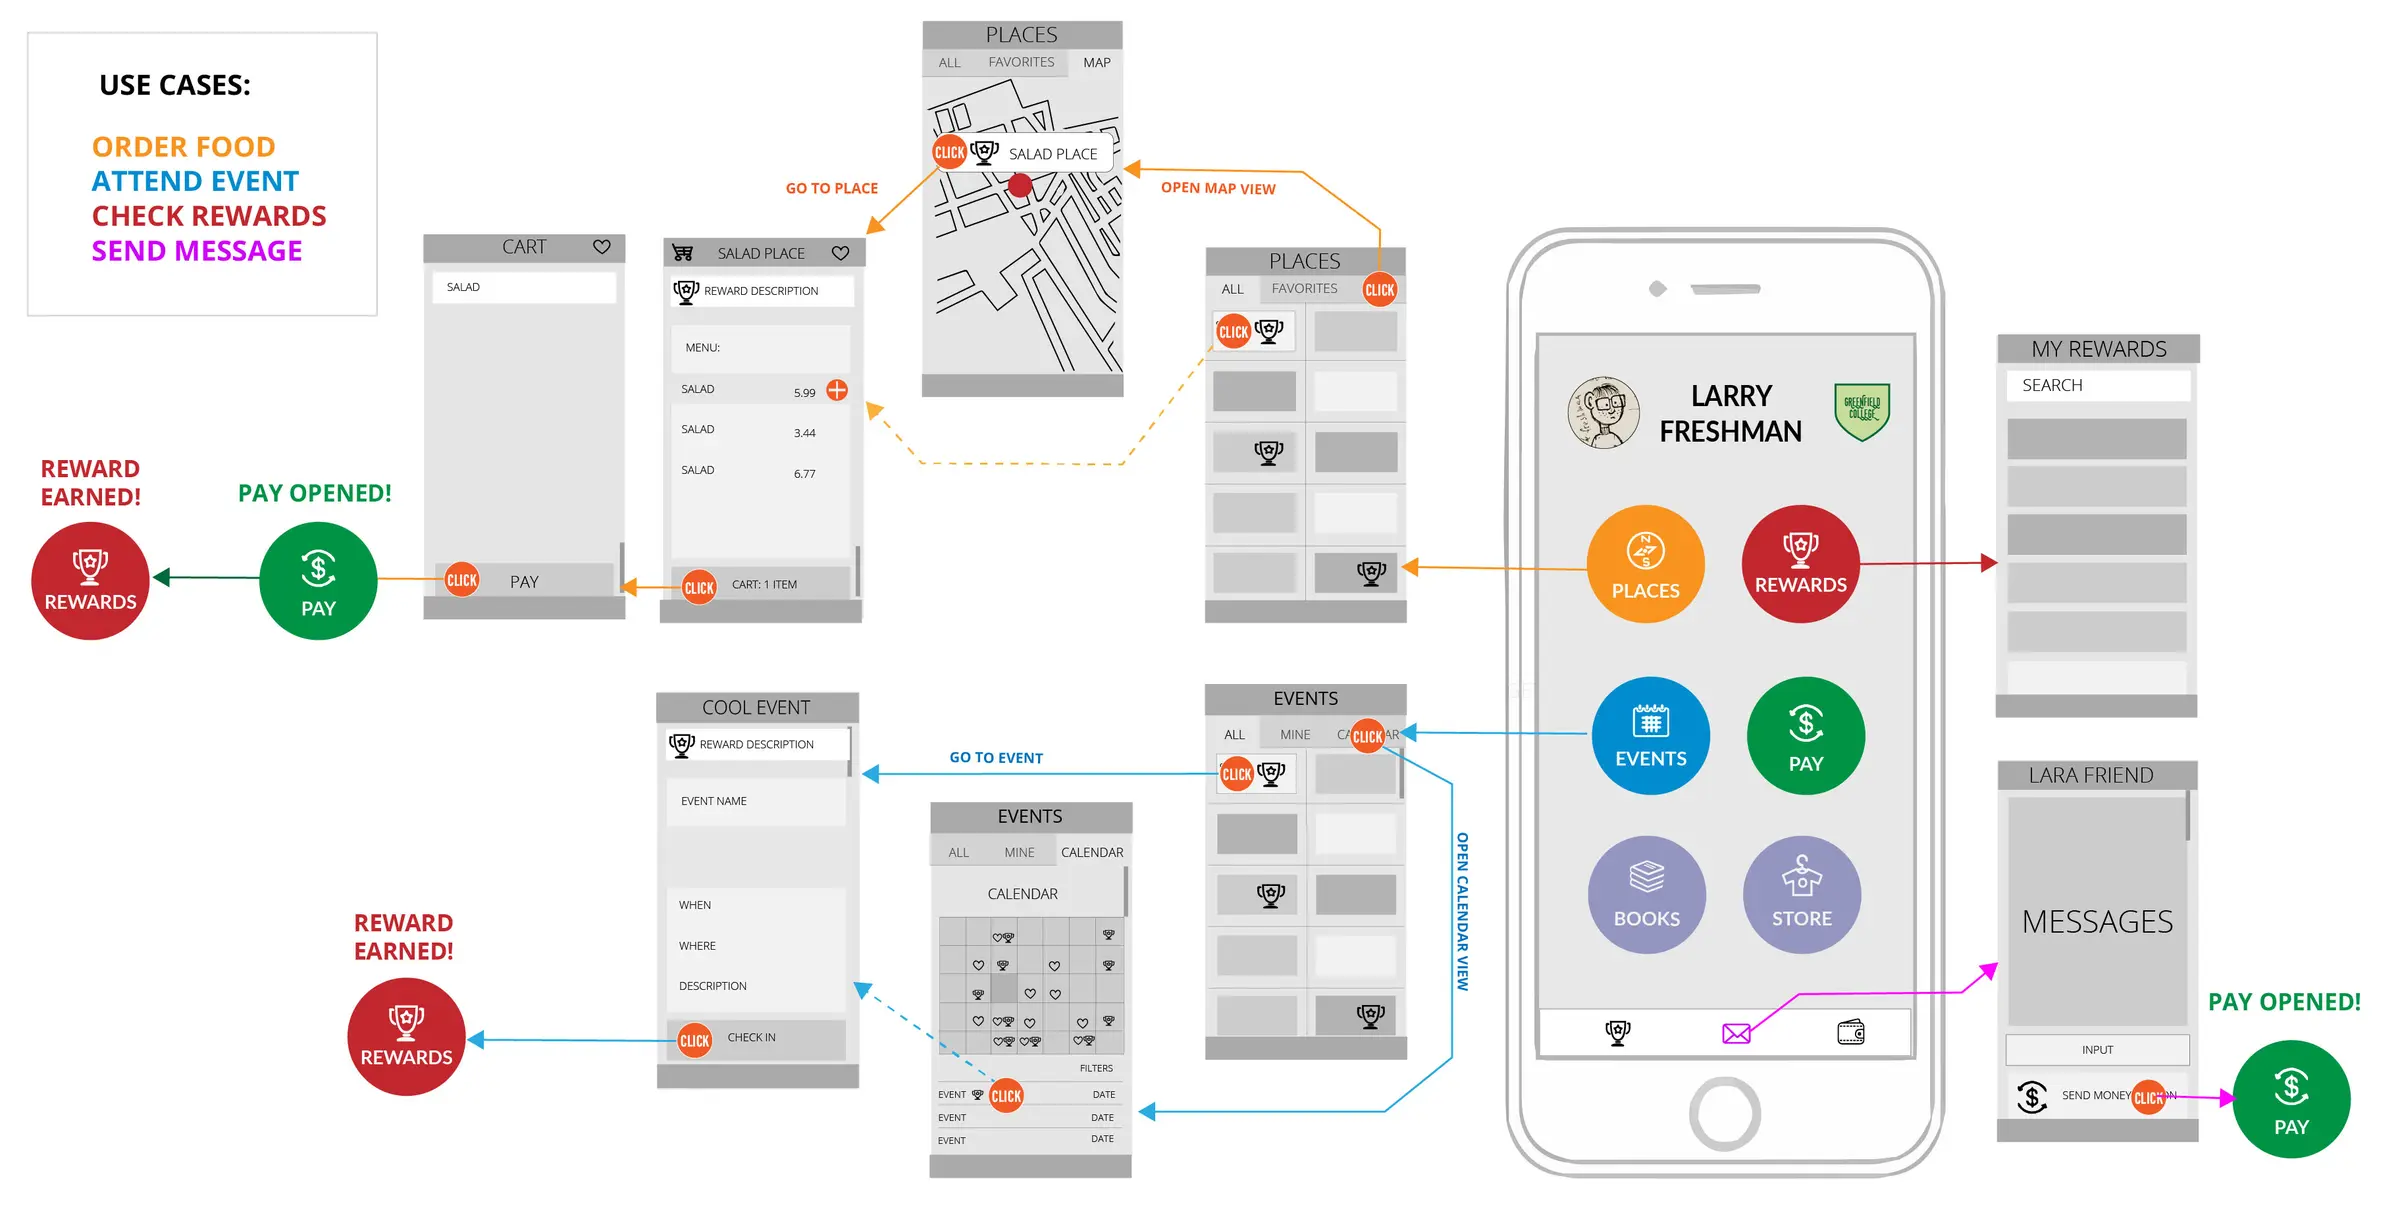 USE CASES:
ORDER FOOD
ATTEND EVENT
CHECK REWARDS
SEND MESSAGE
PLACES
ALL
FAVORITES
MAP
CLICK
SALAD PLACE
GO TO PLACE
OPEN MAP VIEW
CART
SALAD
CLICK
PAY
SALAD PLACE
REWARD DESCRIPTION
MENU:
SALAD 5.99
SALAD 3.44
SALAD 6.77
CLICK
CART: 1 ITEM
PLACES
ALL
FAVORITES
CLICK
CLICK
REWARD
EARNED!
REWARDS
PAY OPENED!
PAY
LARRY
FRESHMAN
GREENFIELD
COLLEGE
PLACES
REWARDS
EVENTS
PAY
BOOKS
STORE
MY REWARDS
SEARCH
COOL EVENT
REWARD DESCRIPTION
EVENT NAME
WHEN
WHERE
DESCRIPTION
CLICK
CHECK IN
GO TO EVENT
EVENTS
ALL
MINE
CLICK
CLICK
OPEN CALENDAR VIEW
EVENTS
ALL
MINE
CALENDAR
CALENDAR
FILTERS
EVENT
CLICK
DATE
EVENT DATE
EVENT DATE
REWARD
EARNED!
REWARDS
LARA FRIEND
MESSAGES
INPUT
SEND MONEY
CLICK
PAY OPENED!
PAY